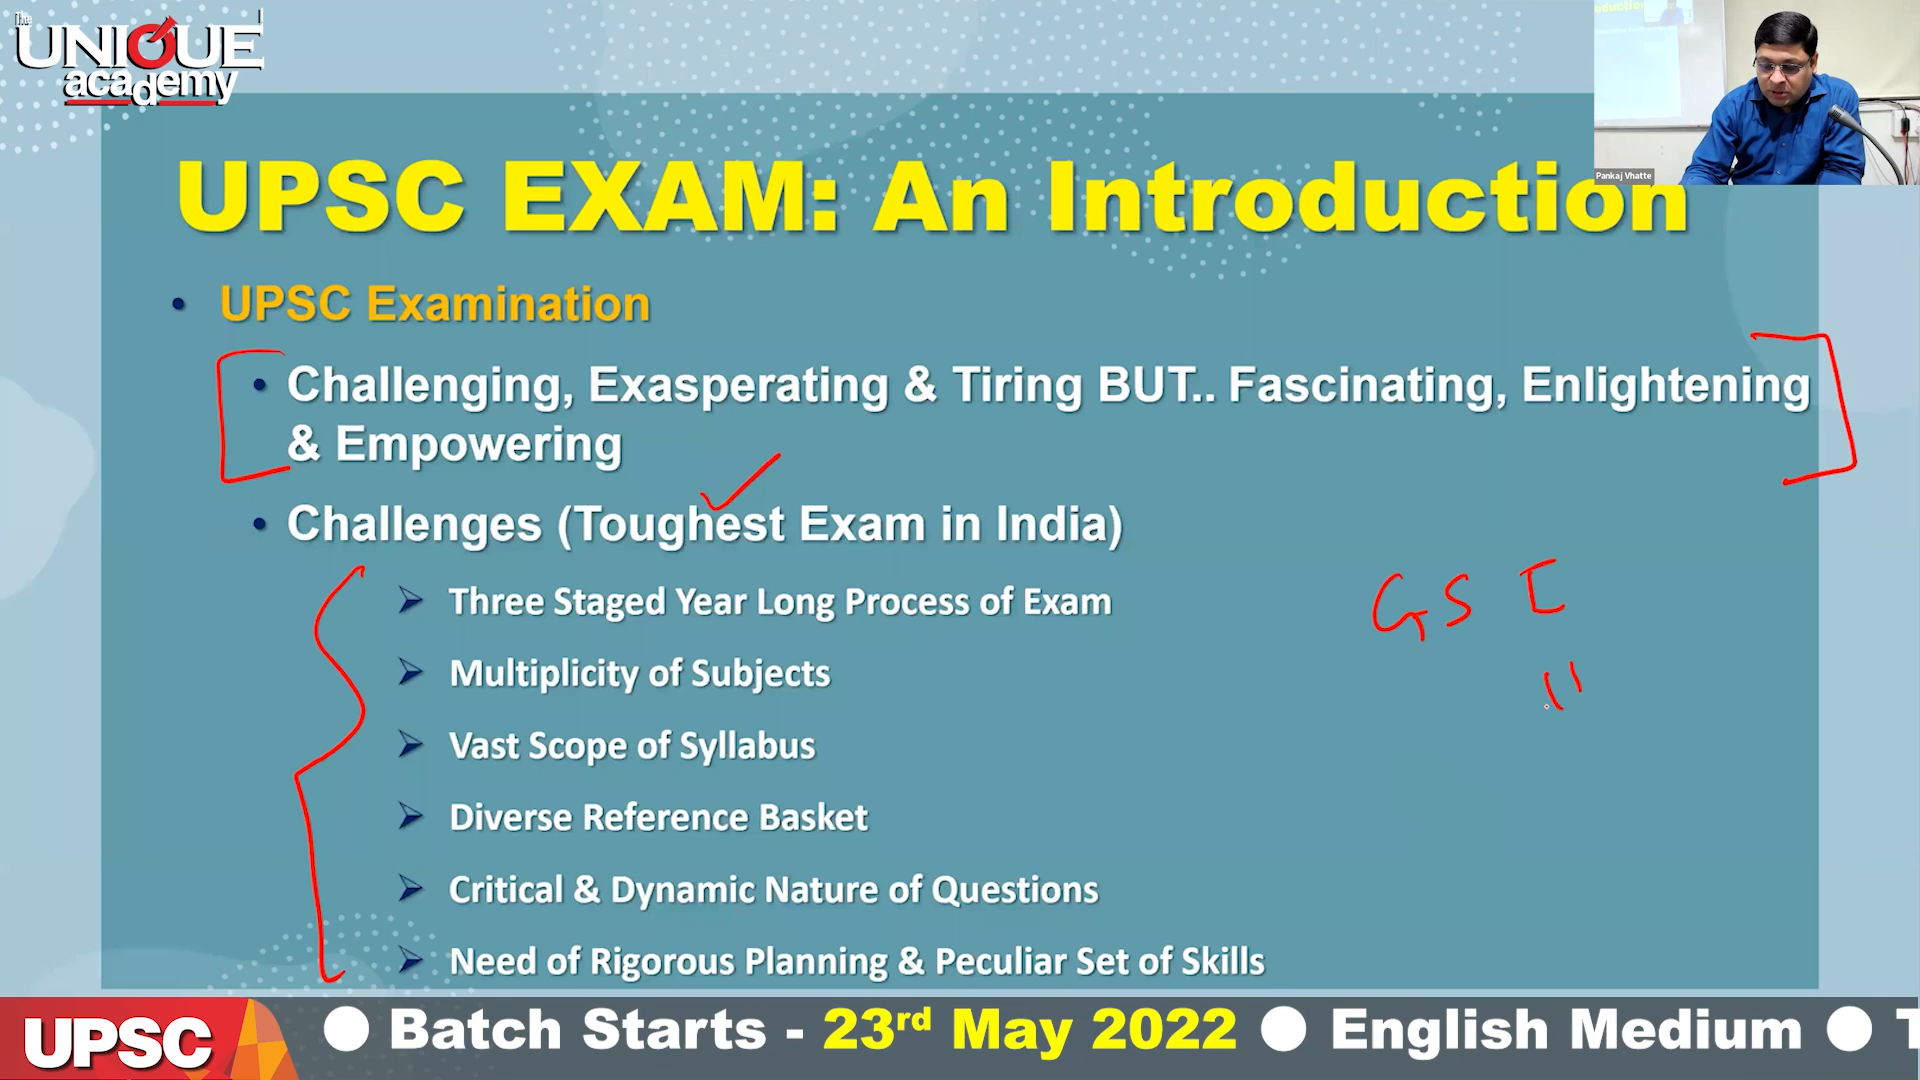 The
UNIQUE
academy
Pankaj Vhatte
UPSC EXAM: An Introduction
• UPSC Examination
• Challenging, Exasperating & Tiring BUT.. Fascinating, Enlightening
& Empowering
• Challenges (Toughest Exam in India)
➢ Three Staged Year Long Process of Exam
➢ Multiplicity of Subjects
➢ Vast Scope of Syllabus
➢ Diverse Reference Basket
➢ Critical & Dynamic Nature of Questions
➢ Need of Rigorous Planning & Peculiar Set of Skills
GS I
II
UPSC
● Batch Starts - 23rd May 2022 ● English Medium ● T